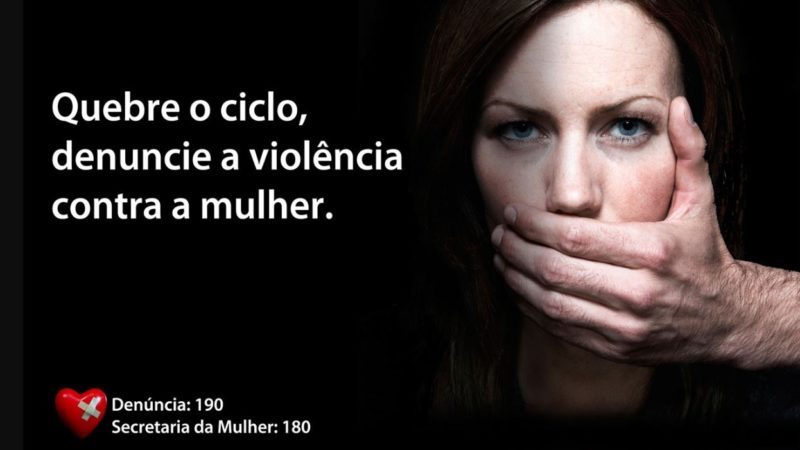 Quebre o ciclo,
denuncie a violência
contra a mulher.
Denúncia: 190
Secretaria da Mulher: 180